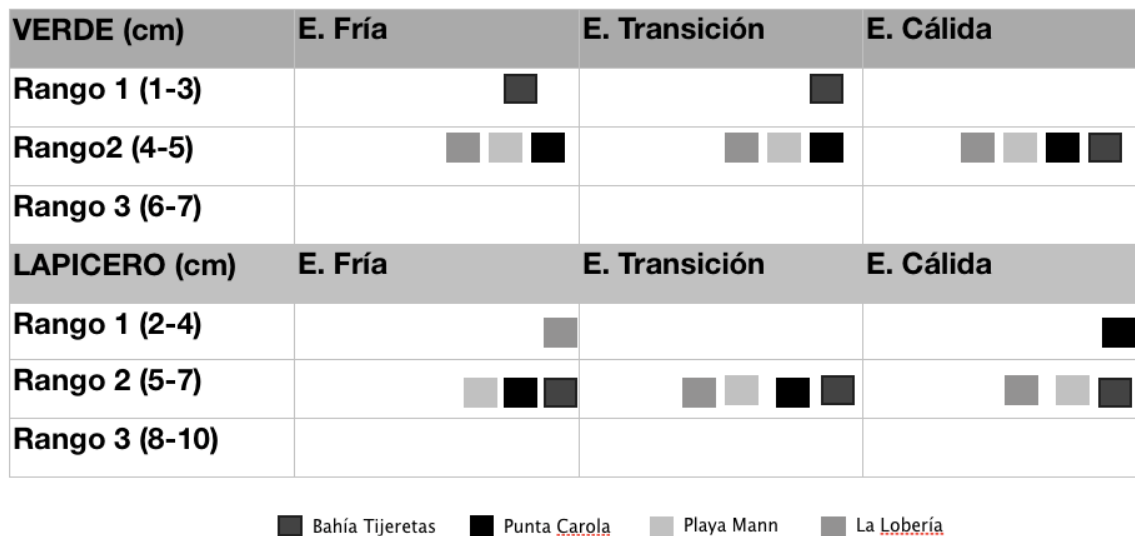 VERDE (cm) E. Fría E. Transición E. Cálida
Rango 1 (1-3)
Rango2 (4-5)
Rango 3 (6-7)
LAPICERO (cm) E. Fría E. Transición E. Cálida
Rango 1 (2-4)
Rango 2 (5-7)
Rango 3 (8-10)
Bahía Tijeretas Punta Carola Playa Mann La Lobería